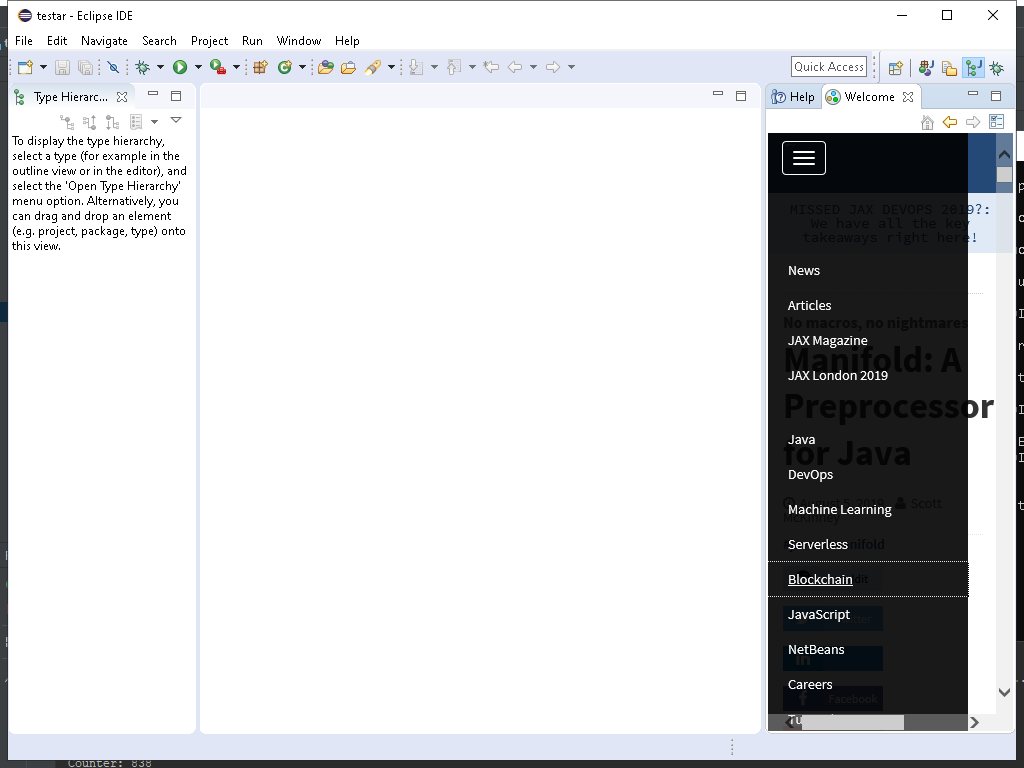 testar - Eclipse IDE
File Edit Navigate Search Project Run Window Help
Quick Access
Type Hierarc...
Help
Welcome
To display the type hierarchy,
select a type (for example in the
outline view or in the editor), and
select the 'Open Type Hierarchy'
menu option. Alternatively, you
can drag and drop an element
(e.g. project, package, type) onto
this view.
MISSED JAX DEVOPS 2019?:
We have all the key
takeaways right here!
News
Articles
No macros, no nightmares
JAX Magazine
Manifold: A
JAX London 2019
Preprocessor
Java
for Java
DevOps
August 5, 2019 Scott
McKinney
Machine Learning
Serverless
Blockchain
JavaScript
NetBeans
Careers
Facebook
Counter: 838